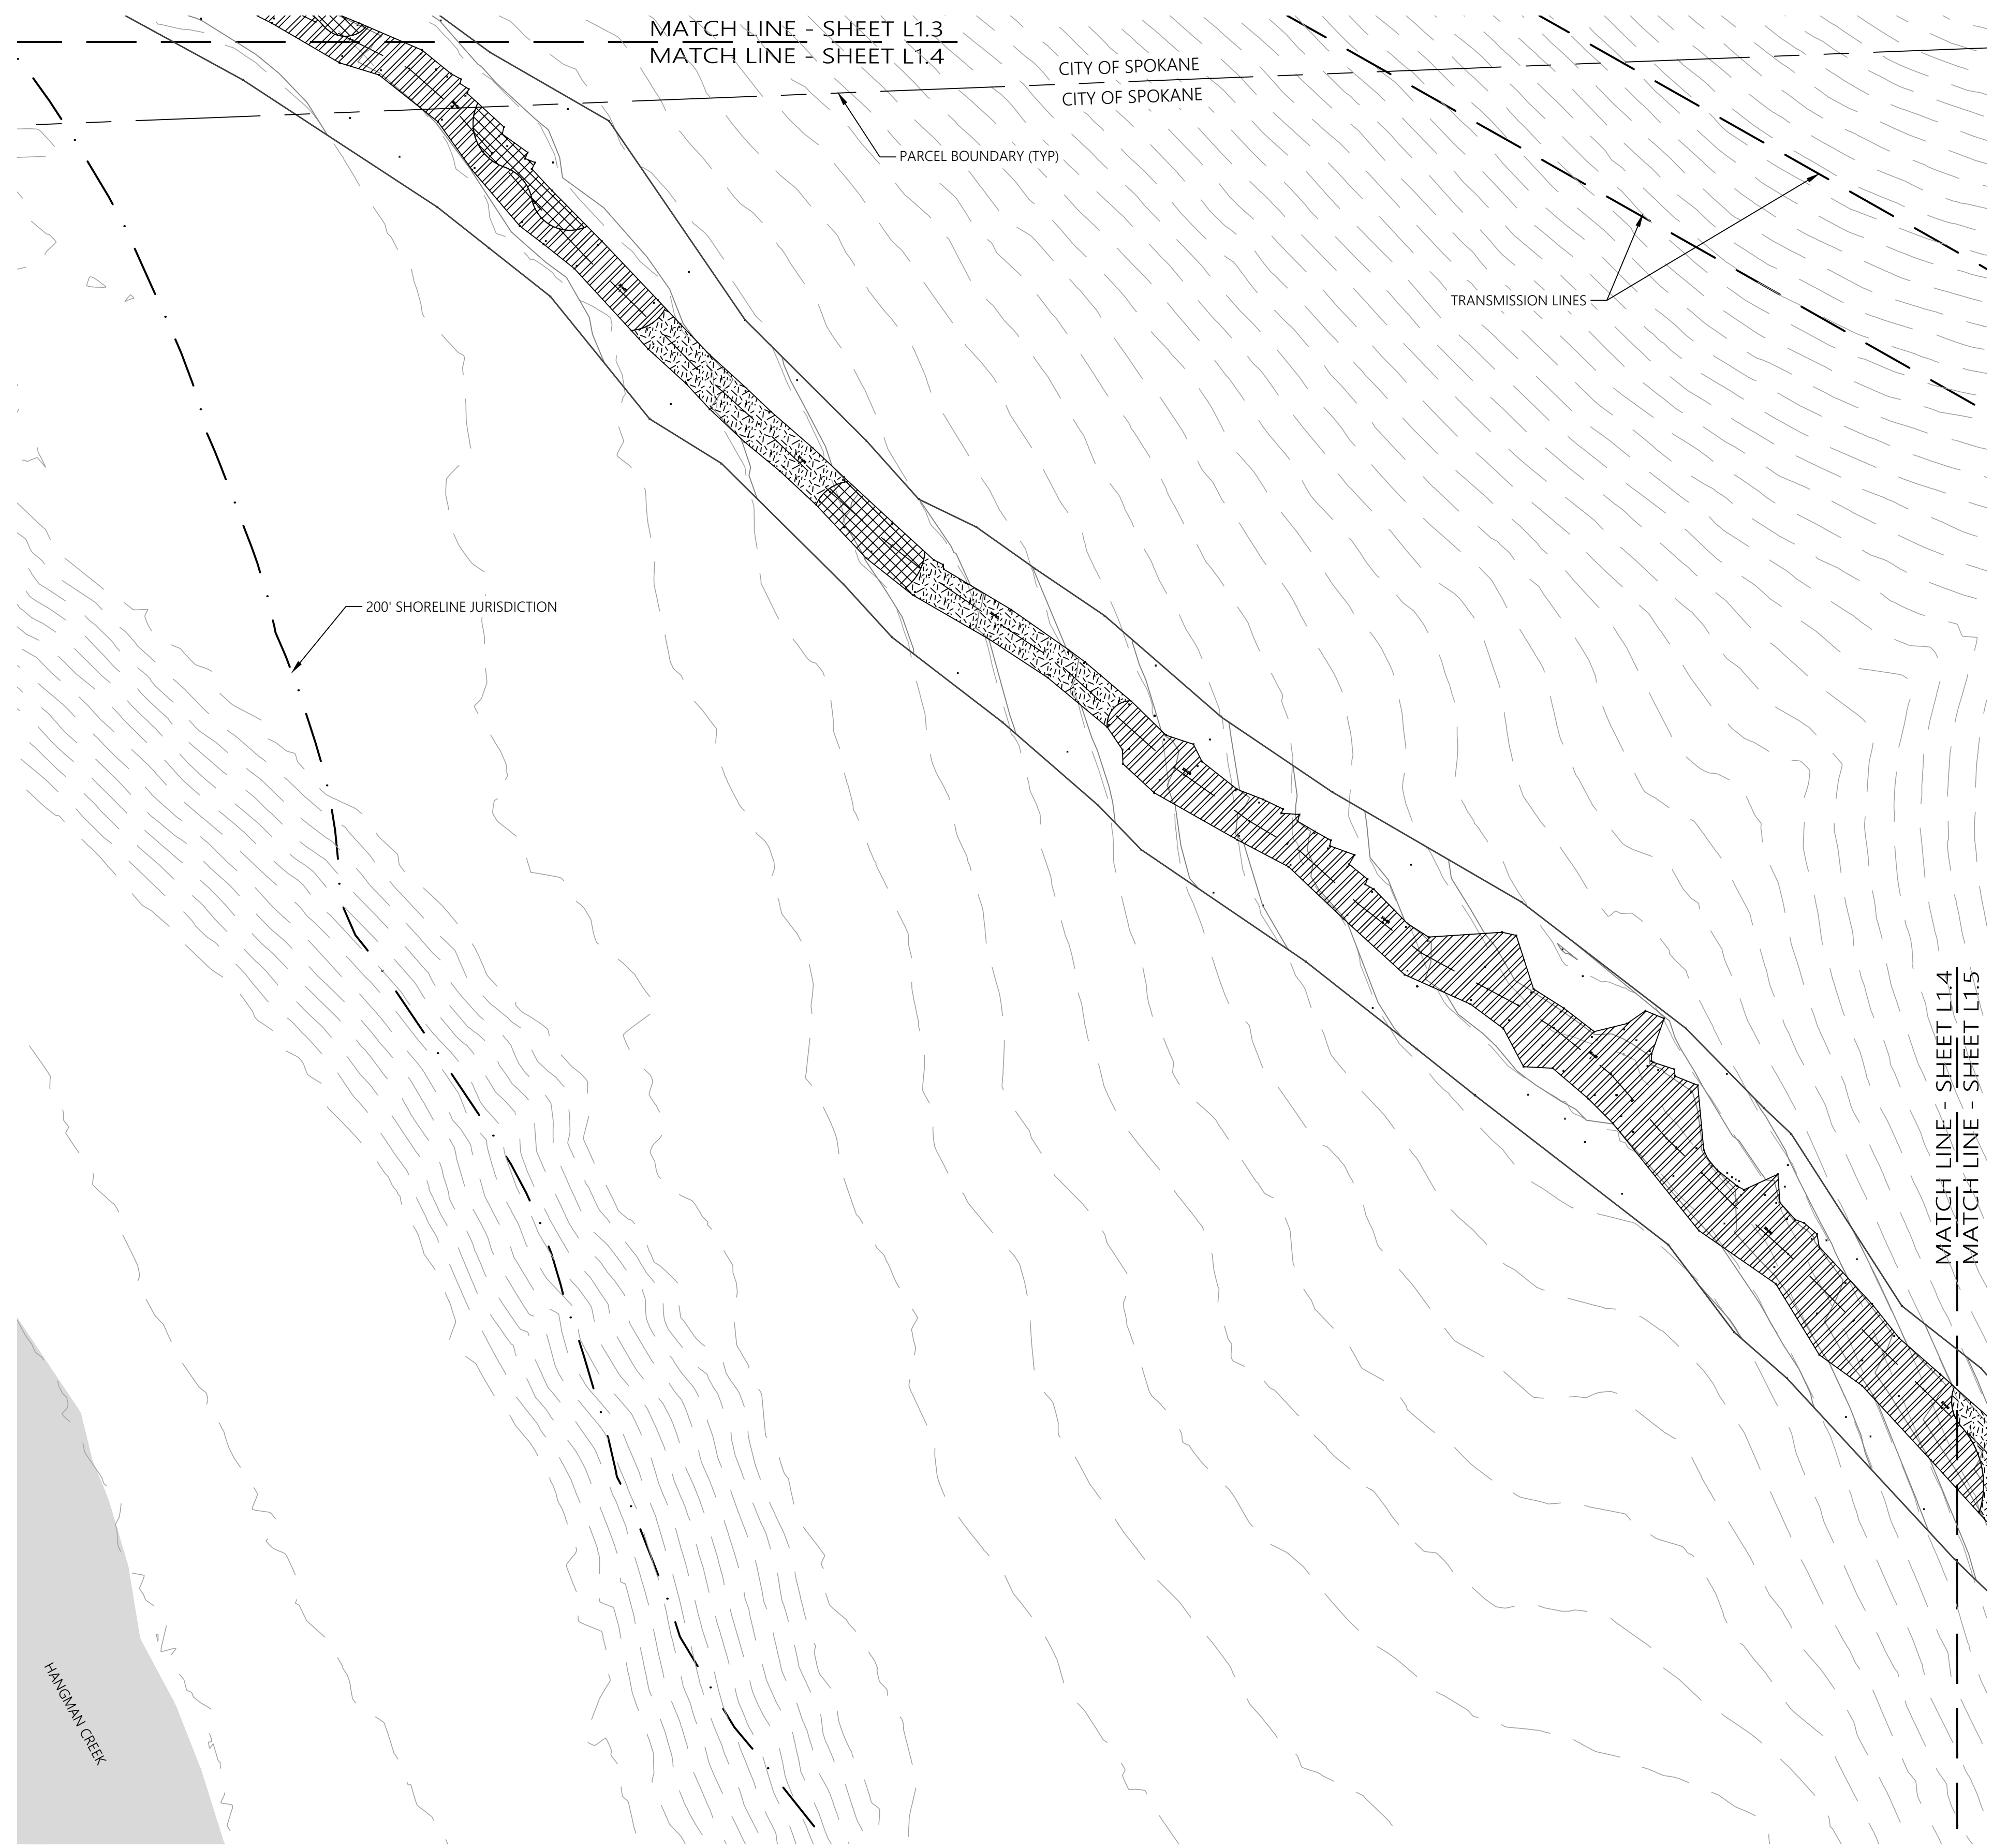 MATCH LINE - SHEET L1.3
MATCH LINE - SHEET L1.4
CITY OF SPOKANE
CITY OF SPOKANE
PARCEL BOUNDARY (TYP)
TRANSMISSION LINES
200' SHORELINE JURISDICTION
MATCH LINE - SHEET L1.4
MATCH LINE - SHEET L1.5
HANGMAN CREEK